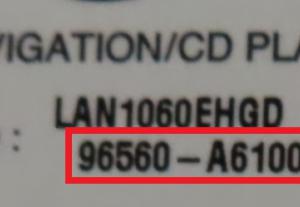 VIGATION/CD PLA
LAN1060EHGD
: 96560-A6100